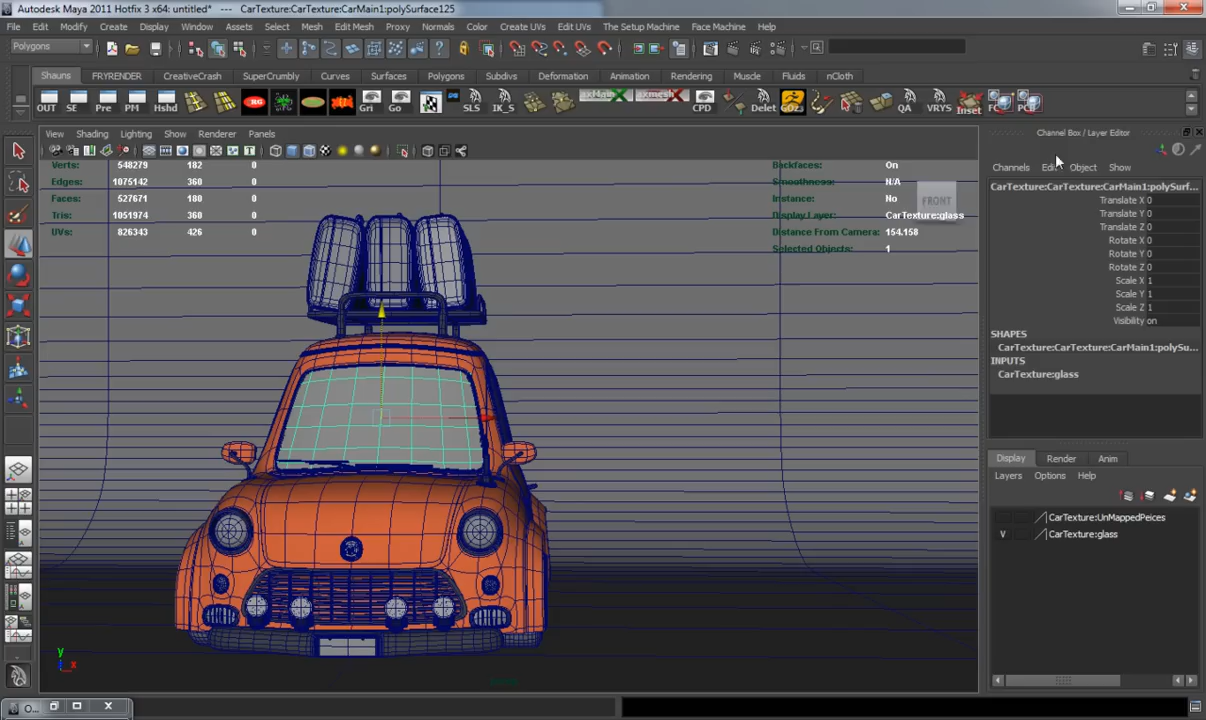 Autodesk Maya 2011 Hotfix 3 x64: untitled*   ---   CarTexture:CarTexture:CarMain1:polySurface125
File Edit Modify Create Display Window Assets Select Mesh Edit Mesh Proxy Normals Color Create UVs Edit UVs The Setup Machine Face Machine Help
Polygons
Shauns FRYRENDER CreativeCrash SuperCrumbly Curves Surfaces Polygons Subdivs Deformation Animation Rendering Muscle Fluids nCloth
OUT SE Pre PM Hshd Gri Go SLS IK_S axMain axmesh CPD Delet GOz QA VRYS Inset PCB
View Shading Lighting Show Renderer Panels
Channel Box / Layer Editor
Channels Edit Object Show
Verts: 548279 182 0
Edges: 1075142 360 0
Faces: 527671 180 0
Tris: 1051974 360 0
UVs: 826343 426 0
Backfaces: On
Smoothness: N/A
Instance: No
Display Layer: CarTexture:glass
Distance From Camera: 154.158
Selected Objects: 1
FRONT
CarTexture:CarTexture:CarMain1:polySurf...
Translate X 0
Translate Y 0
Translate Z 0
Rotate X 0
Rotate Y 0
Rotate Z 0
Scale X 1
Scale Y 1
Scale Z 1
Visibility on
SHAPES
CarTexture:CarTexture:CarMain1:polySu...
INPUTS
CarTexture:glass
Display Render Anim
Layers Options Help
CarTexture:UnMappedPeices
V CarTexture:glass
y
x
O...